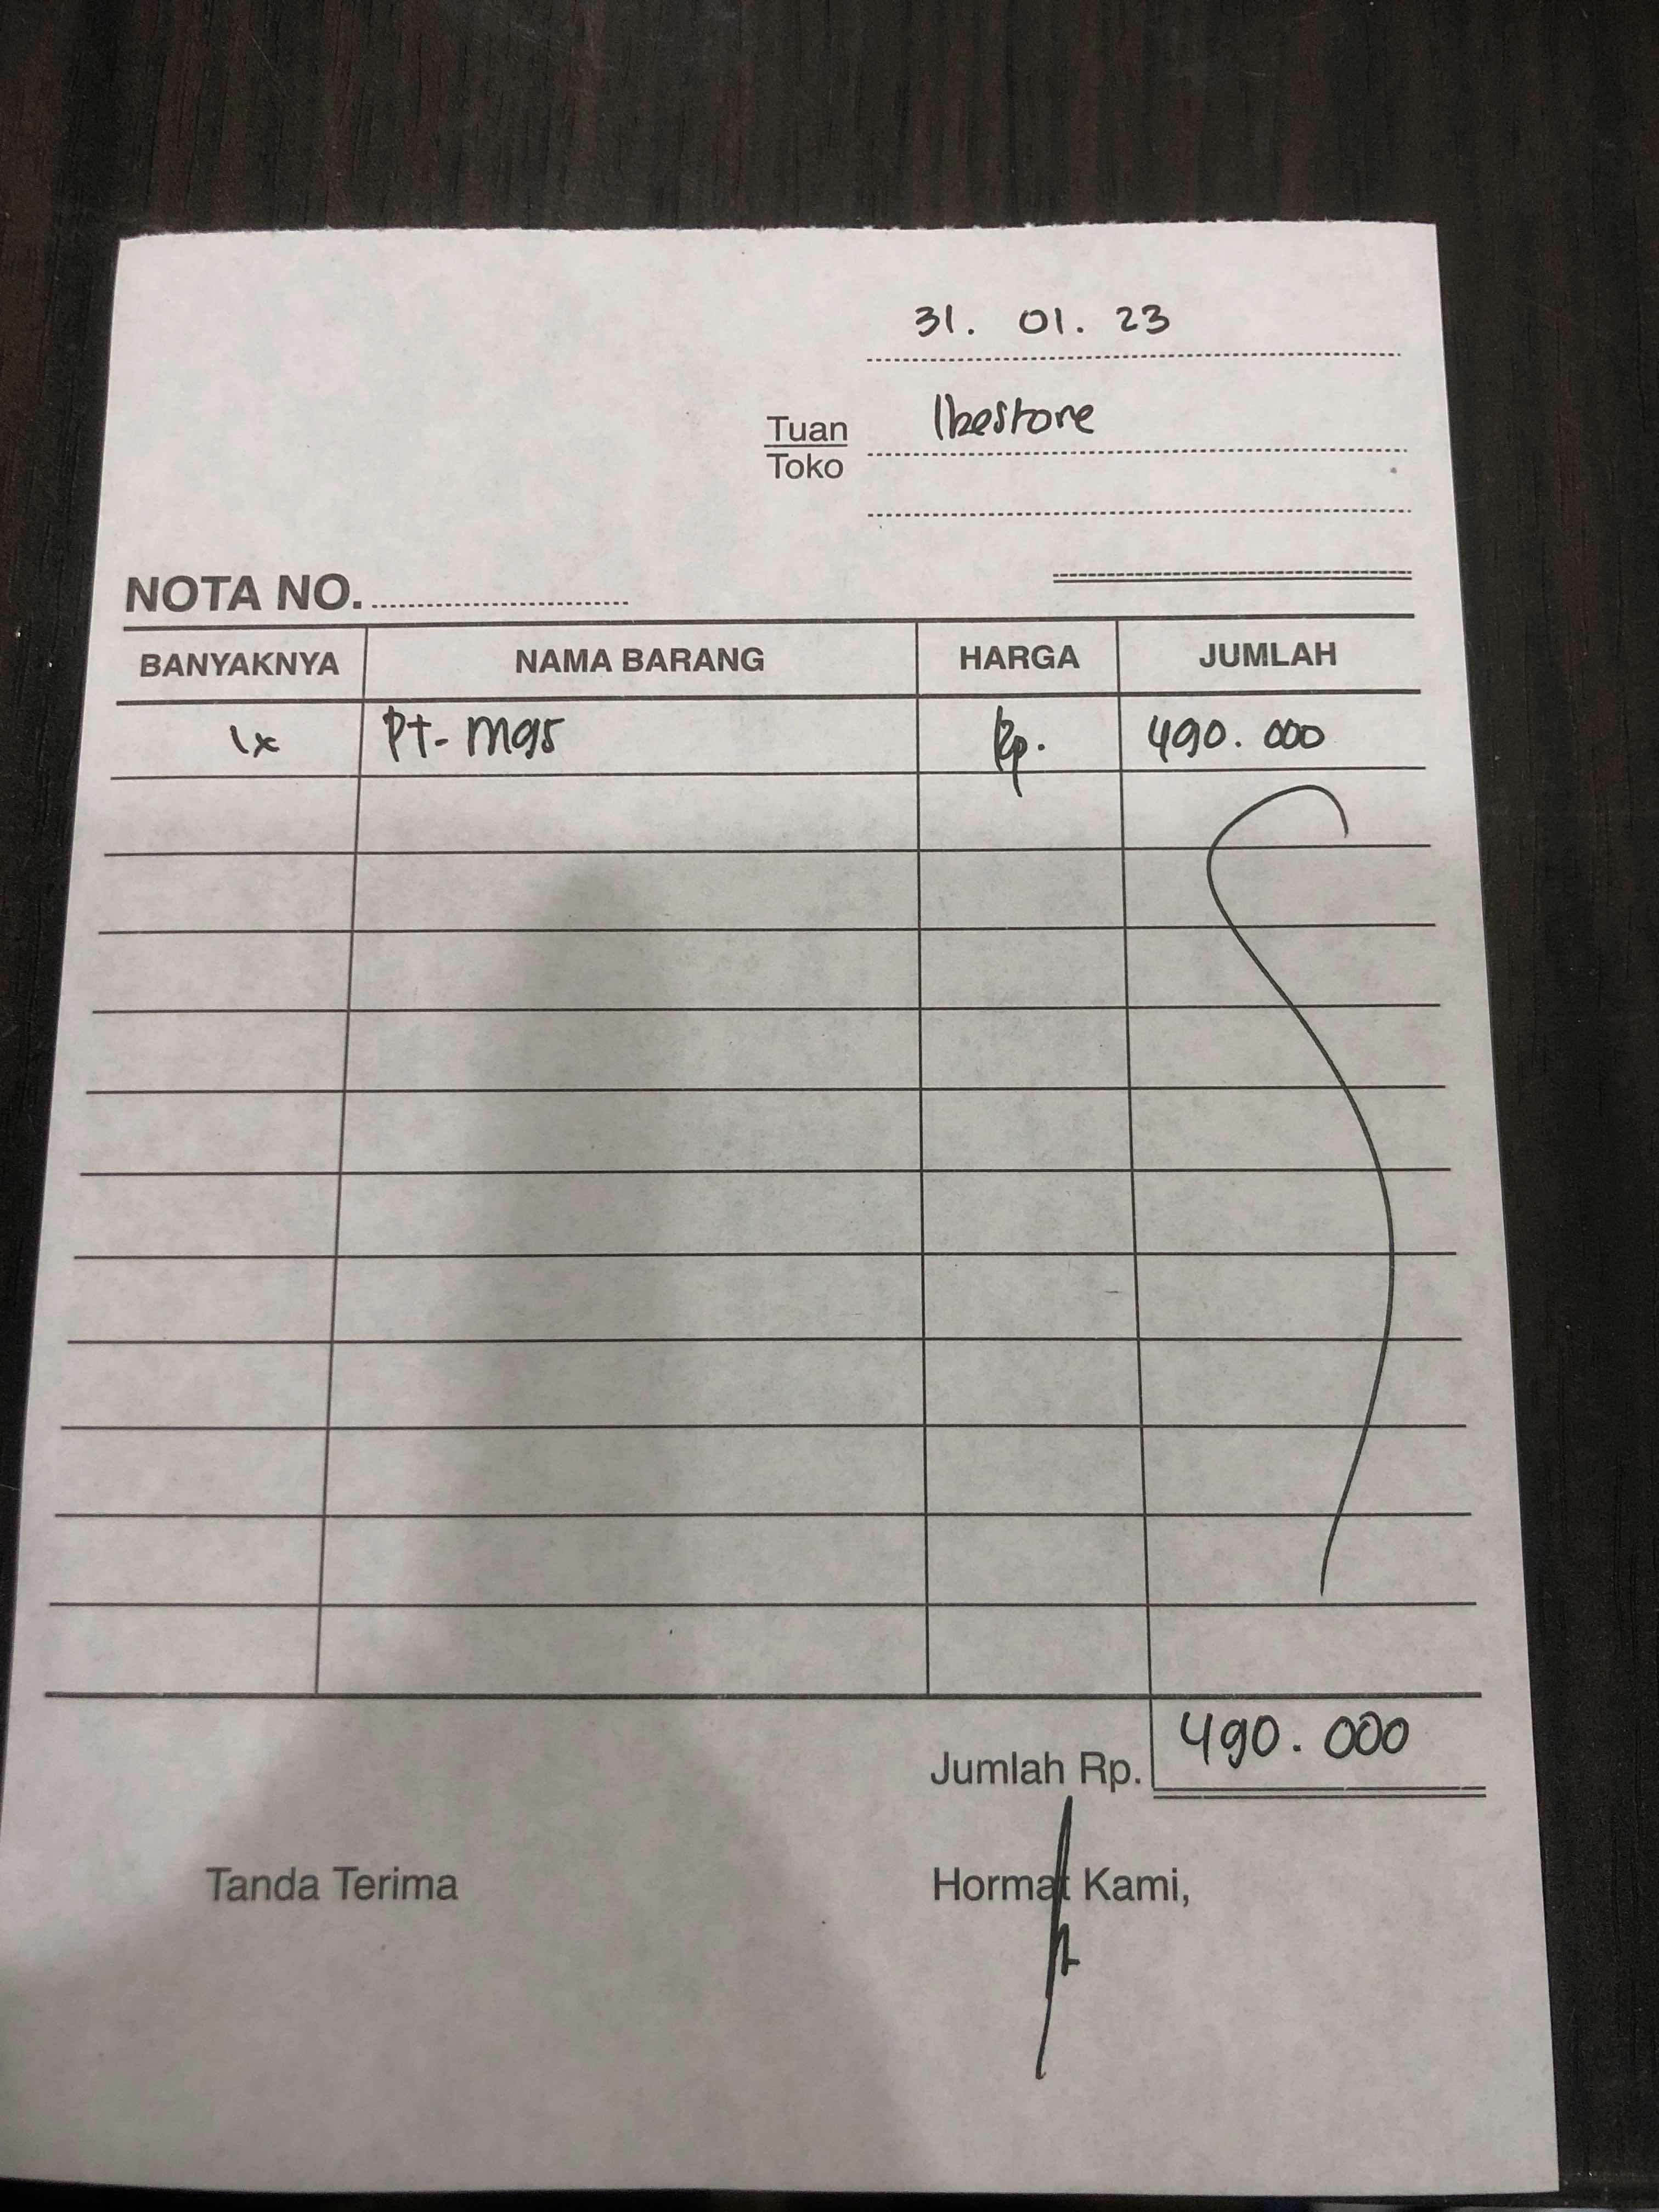 31. 01. 23
Tuan Ikestore
Toko
NOTA NO.
BANYAKNYA NAMA BARANG HARGA JUMLAH
1x Pt- mg5 Rp. 490.000
Jumlah Rp. 490.000
Tanda Terima Hormat Kami,